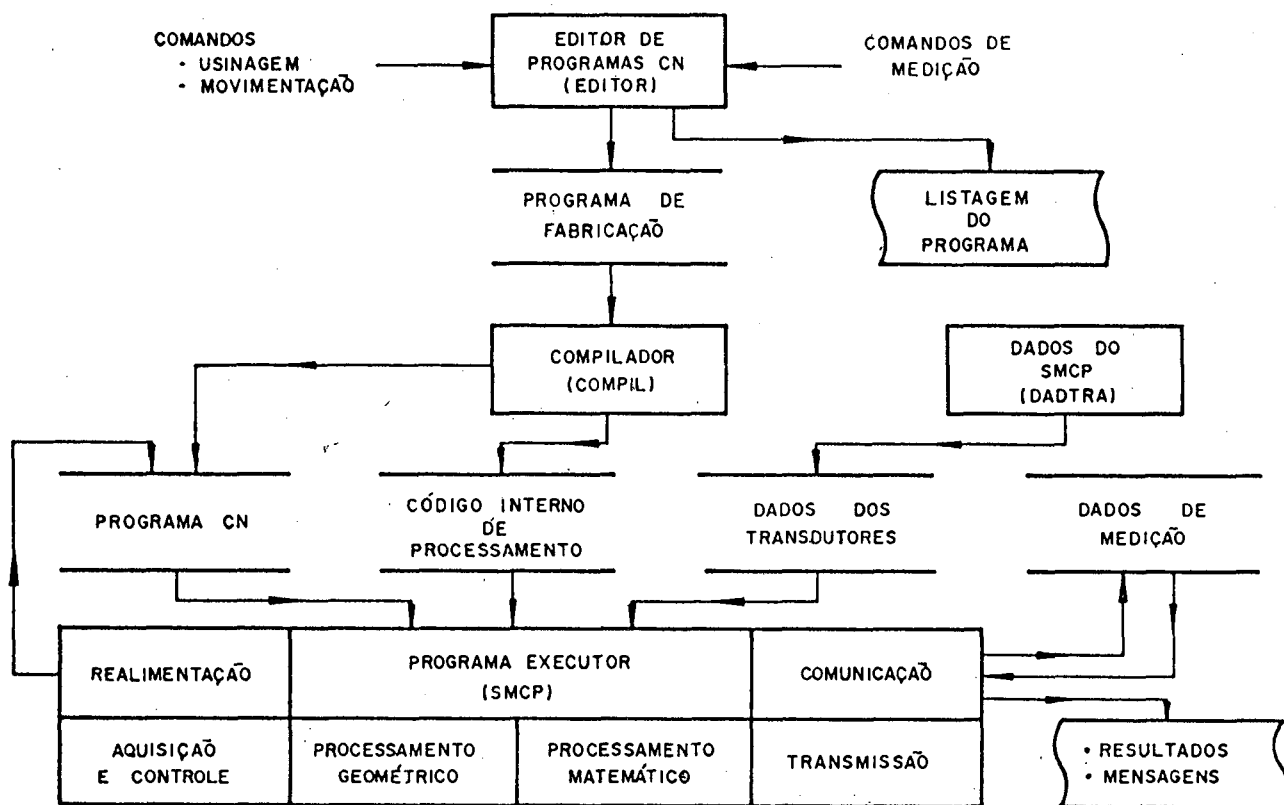 COMANDOS
• USINAGEM
• MOVIMENTAÇÃO
EDITOR DE
PROGRAMAS CN
(EDITOR)
COMANDOS DE
MEDIÇÃO
PROGRAMA DE
FABRICAÇÃO
LISTAGEM
DO
PROGRAMA
COMPILADOR
(COMPIL)
DADOS DO
SMCP
(DADTRA)
PROGRAMA CN
CÓDIGO INTERNO
DE
PROCESSAMENTO
DADOS DOS
TRANSDUTORES
DADOS DE
MEDIÇÃO
REALIMENTAÇÃO
PROGRAMA EXECUTOR
(SMCP)
COMUNICAÇÃO
AQUISIÇÃO
E CONTROLE
PROCESSAMENTO
GEOMÉTRICO
PROCESSAMENTO
MATEMÁTICO
TRANSMISSÃO
• RESULTADOS
• MENSAGENS